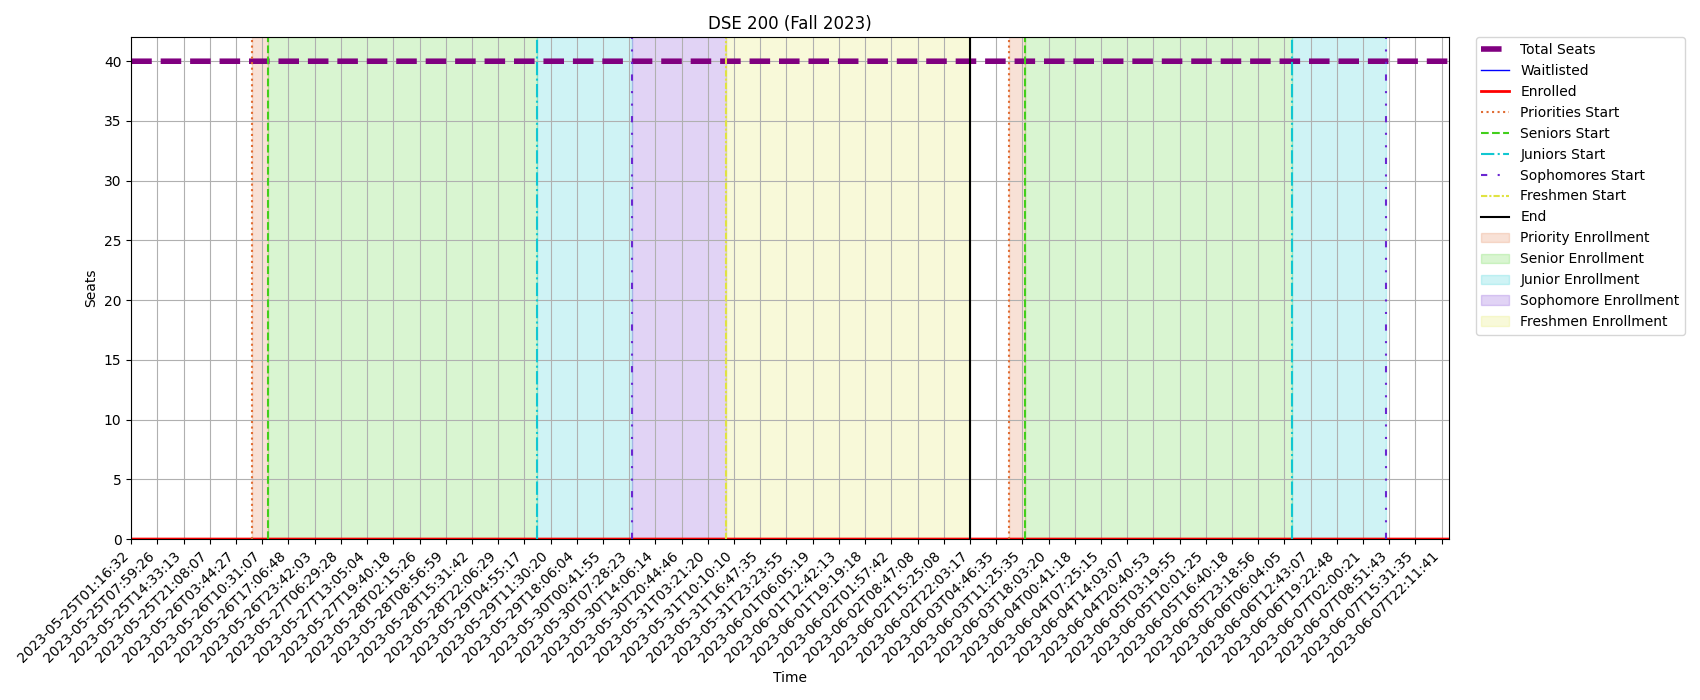 DSE 200 (Fall 2023)
Seats
40
35
30
25
20
15
10
5
0
2023-05-25T01:16:32
2023-05-25T07:59:26
2023-05-25T14:33:13
2023-05-25T21:08:07
2023-05-26T03:44:27
2023-05-26T10:31:07
2023-05-26T17:06:48
2023-05-26T23:42:03
2023-05-27T06:29:28
2023-05-27T13:05:04
2023-05-27T19:40:18
2023-05-28T02:15:26
2023-05-28T08:56:59
2023-05-28T15:31:42
2023-05-28T22:06:29
2023-05-29T04:55:17
2023-05-29T11:30:20
2023-05-29T18:06:04
2023-05-30T00:41:55
2023-05-30T07:28:23
2023-05-30T14:06:14
2023-05-30T20:44:46
2023-05-31T03:21:20
2023-05-31T10:10:10
2023-05-31T16:47:35
2023-05-31T23:23:55
2023-06-01T06:05:19
2023-06-01T12:42:13
2023-06-01T19:19:18
2023-06-02T01:57:42
2023-06-02T08:47:08
2023-06-02T15:25:08
2023-06-02T22:03:17
2023-06-03T04:46:35
2023-06-03T11:25:35
2023-06-03T18:03:20
2023-06-04T00:41:18
2023-06-04T07:25:15
2023-06-04T14:03:07
2023-06-04T20:40:53
2023-06-05T03:19:55
2023-06-05T10:01:25
2023-06-05T16:40:18
2023-06-05T23:18:56
2023-06-06T06:04:05
2023-06-06T12:43:07
2023-06-06T19:22:48
2023-06-07T02:00:21
2023-06-07T08:51:43
2023-06-07T15:31:35
2023-06-07T22:11:41
Time
Total Seats
Waitlisted
Enrolled
Priorities Start
Seniors Start
Juniors Start
Sophomores Start
Freshmen Start
End
Priority Enrollment
Senior Enrollment
Junior Enrollment
Sophomore Enrollment
Freshmen Enrollment